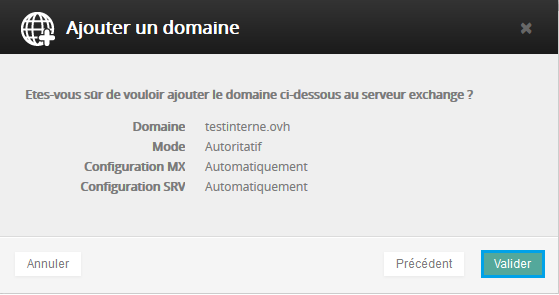 Ajouter un domaine
Etes-vous sûr de vouloir ajouter le domaine ci-dessous au serveur exchange ?
Domaine testinterne.ovh
Mode Autoritatif
Configuration MX Automatiquement
Configuration SRV Automatiquement
Annuler Précédent Valider